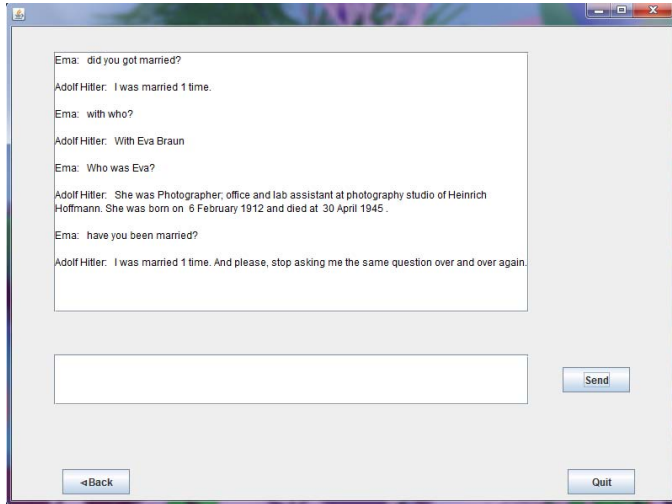 Ema: did you got married?
Adolf Hitler: I was married 1 time.
Ema: with who?
Adolf Hitler: With Eva Braun
Ema: Who was Eva?
Adolf Hitler: She was Photographer; office and lab assistant at photography studio of Heinrich
Hoffmann. She was born on 6 February 1912 and died at 30 April 1945 .
Ema: have you been married?
Adolf Hitler: I was married 1 time. And please, stop asking me the same question over and over again.
Send
⊲Back
Quit